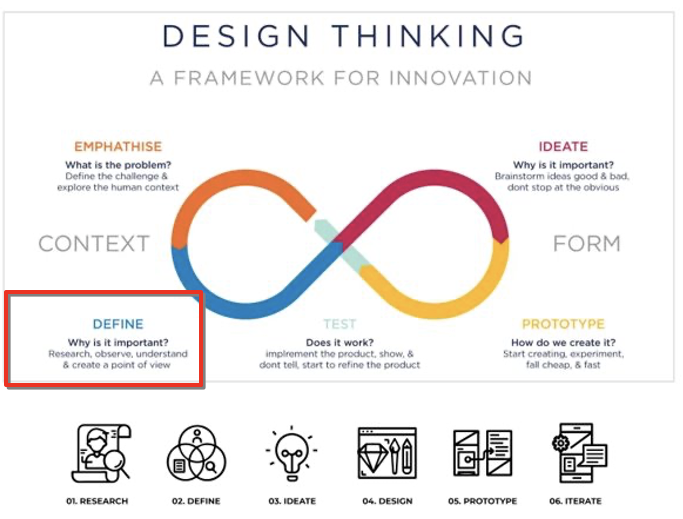 DESIGN THINKING
A FRAMEWORK FOR INNOVATION
EMPHATHISE
What is the problem?
Define the challenge &
explore the human context
IDEATE
Why is it important?
Brainstorm ideas good & bad,
dont stop at the obvious
CONTEXT
FORM
DEFINE
Why is it important?
Research, observe, understand
& create a point of view
TEST
Does it work?
implrement the product, show, &
dont tell, start to refine the product
PROTOTYPE
How do we create it?
Start creating, experiment,
fall cheap, & fast
01. RESEARCH
02. DEFINE
03. IDEATE
04. DESIGN
05. PROTOTYPE
06. ITERATE